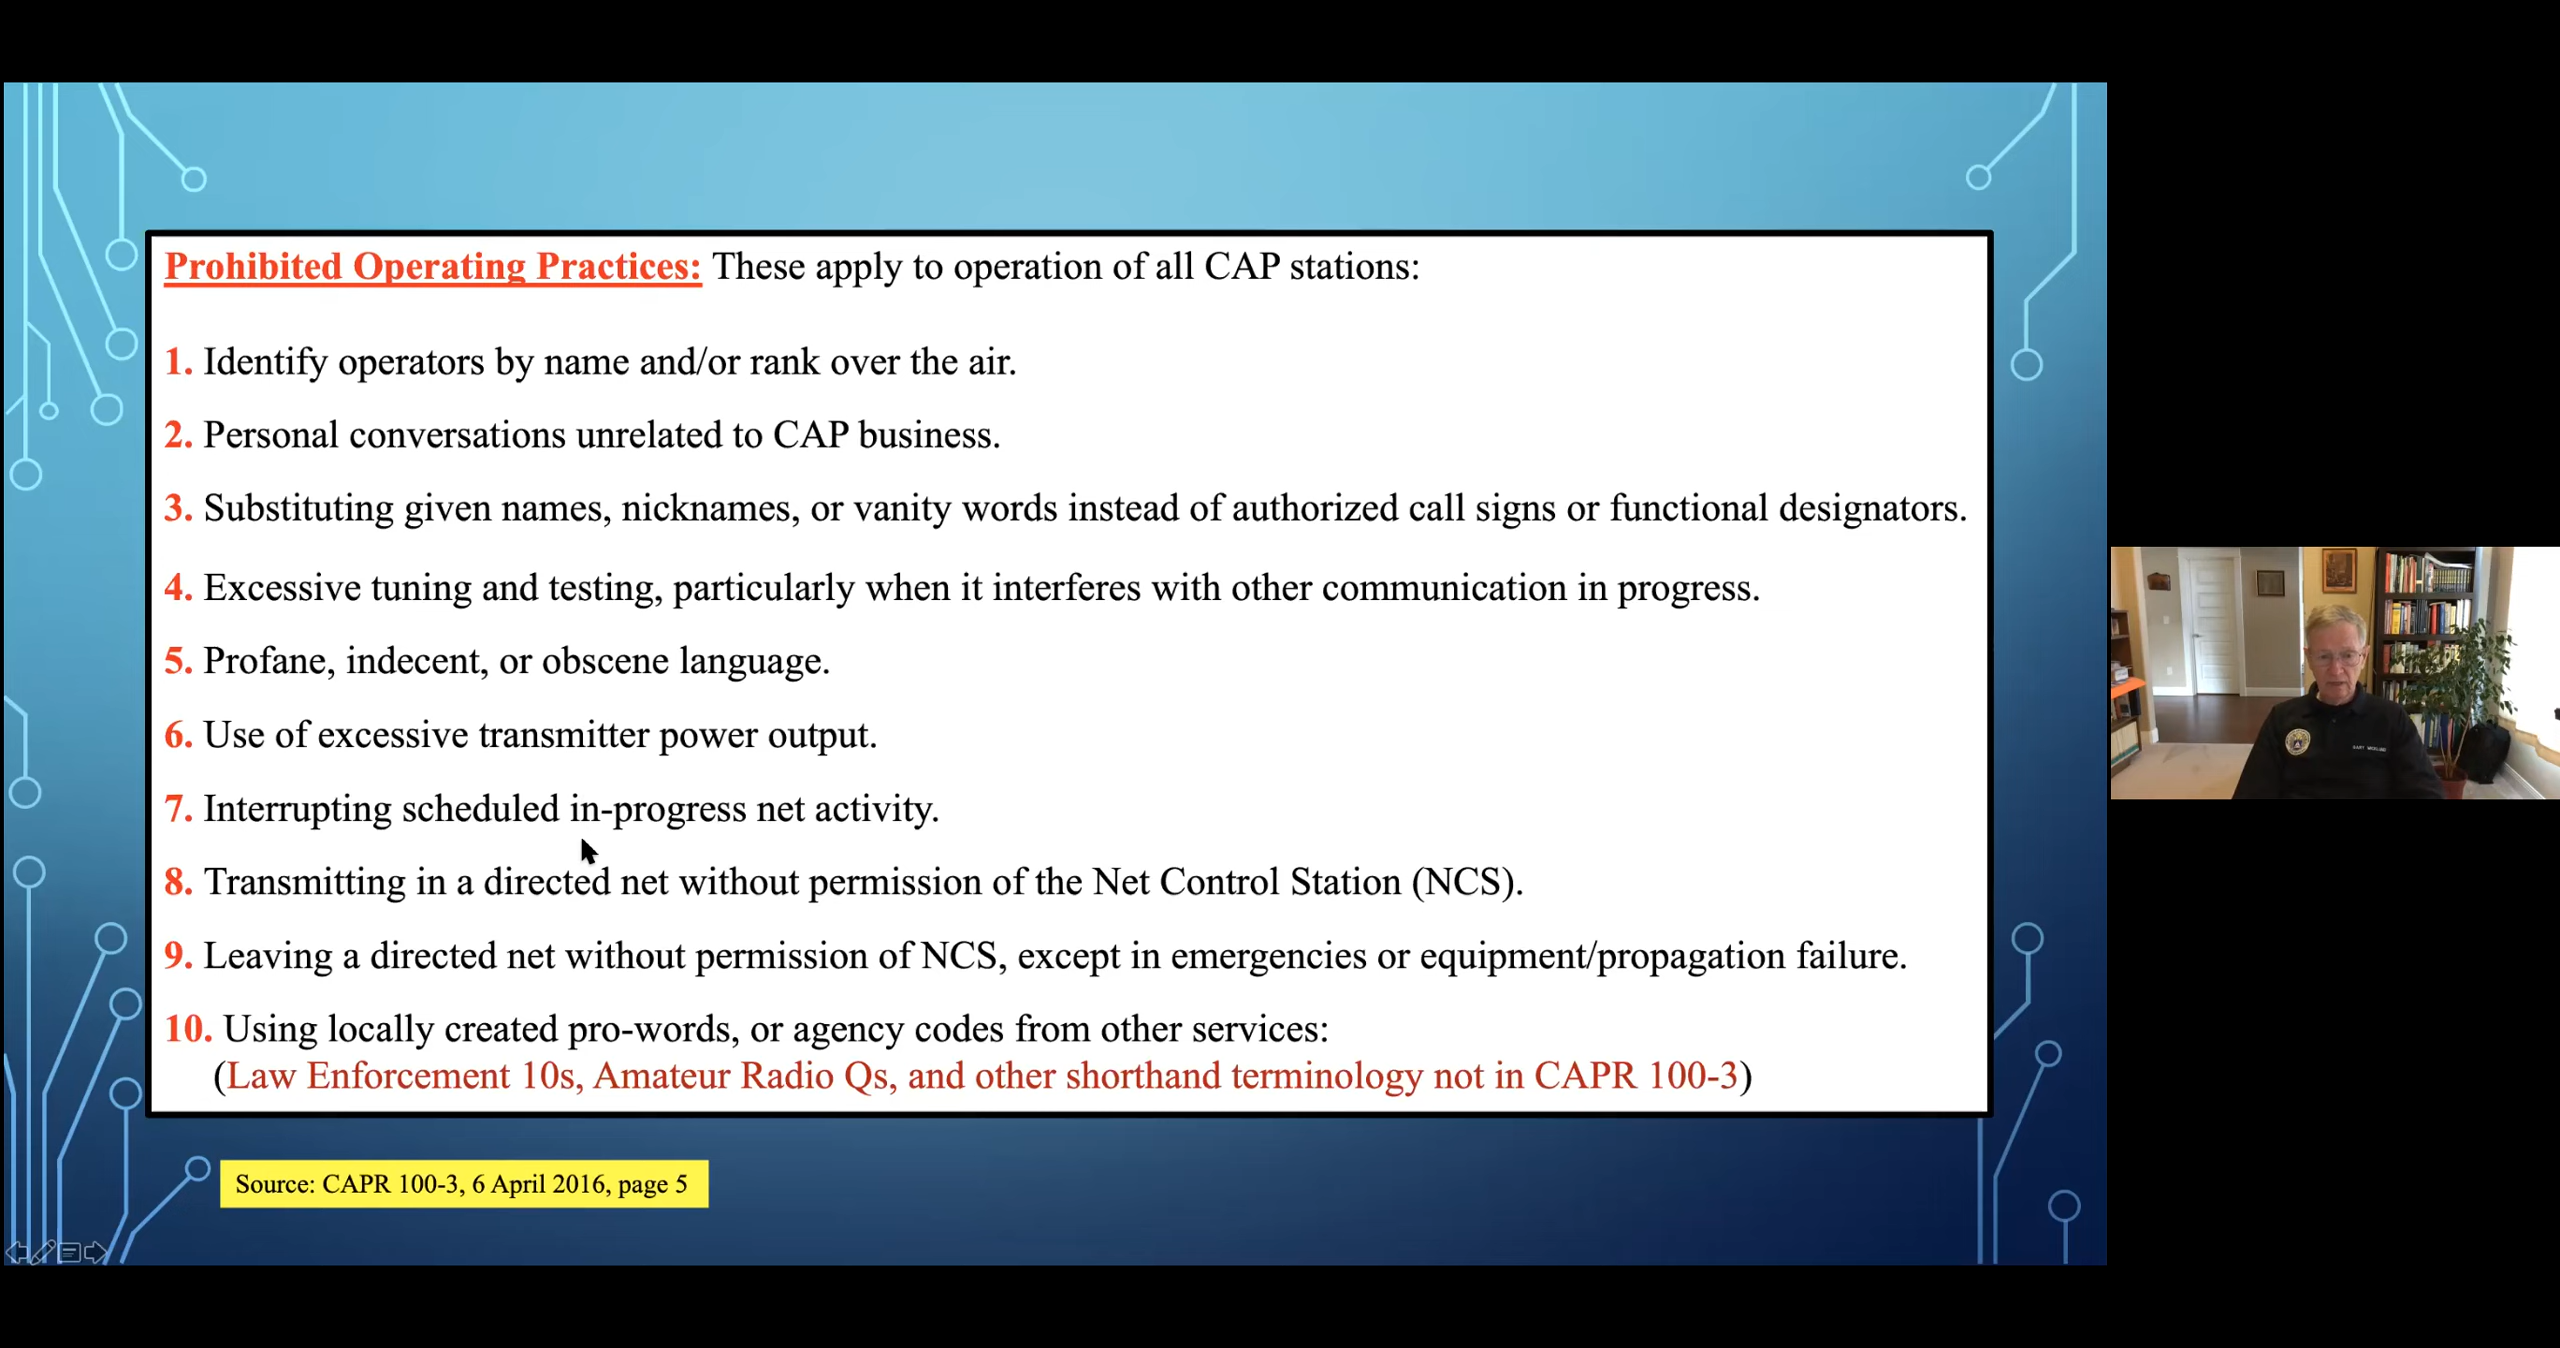 Prohibited Operating Practices: These apply to operation of all CAP stations:
1. Identify operators by name and/or rank over the air.
2. Personal conversations unrelated to CAP business.
3. Substituting given names, nicknames, or vanity words instead of authorized call signs or functional designators.
4. Excessive tuning and testing, particularly when it interferes with other communication in progress.
5. Profane, indecent, or obscene language.
6. Use of excessive transmitter power output.
7. Interrupting scheduled in-progress net activity.
8. Transmitting in a directed net without permission of the Net Control Station (NCS).
9. Leaving a directed net without permission of NCS, except in emergencies or equipment/propagation failure.
10. Using locally created pro-words, or agency codes from other services:
(Law Enforcement 10s, Amateur Radio Qs, and other shorthand terminology not in CAPR 100-3)
Source: CAPR 100-3, 6 April 2016, page 5